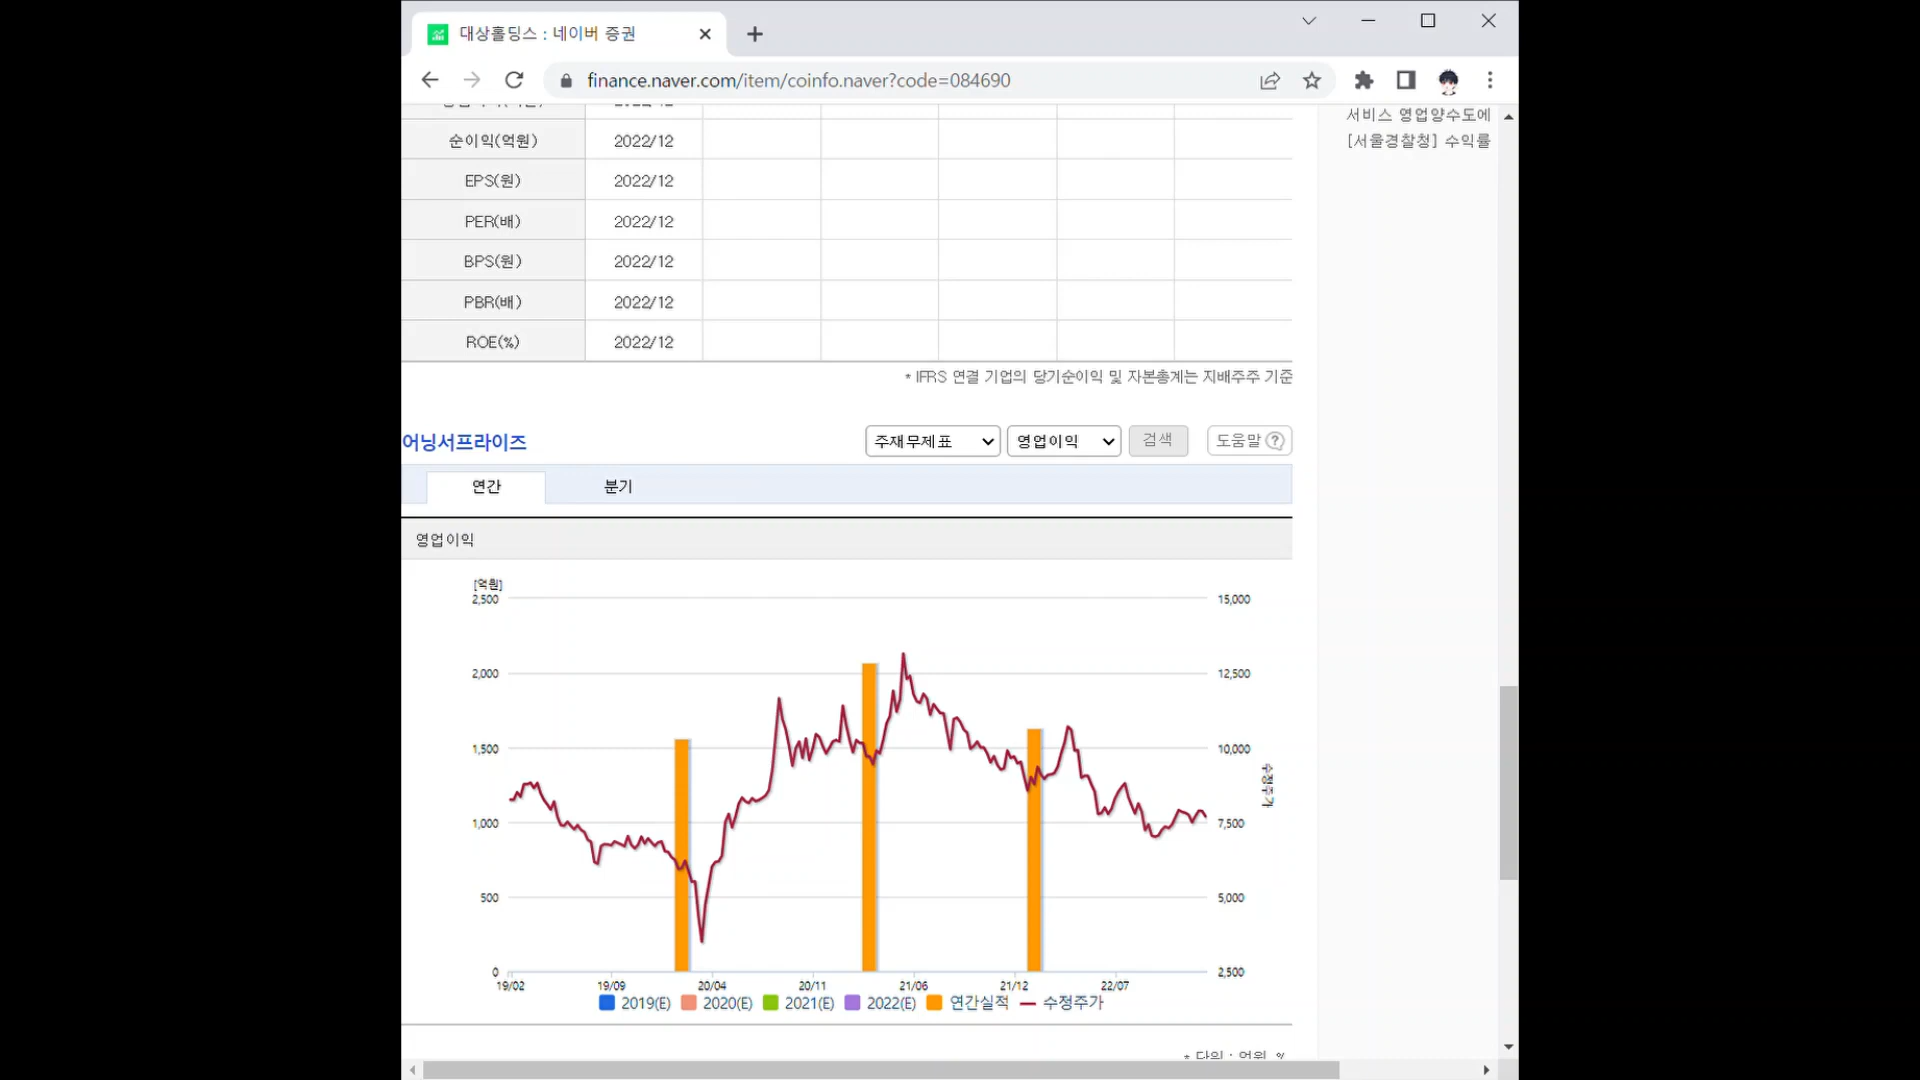 대상홀딩스 : 네이버 증권
finance.naver.com/item/coinfo.naver?code=084690
서비스 영업양수도에
[서울경찰청] 수익률
순이익(억원) 2022/12
EPS(원) 2022/12
PER(배) 2022/12
BPS(원) 2022/12
PBR(배) 2022/12
ROE(%) 2022/12
* IFRS 연결 기업의 당기순이익 및 자본총계는 지배주주 기준
어닝서프라이즈 주재무제표 영업이익 검색 도움말 ?
연간 분기
영업이익
[억원]
2,500 15,000
2,000 12,500
1,500 10,000
수정주가
1,000 7,500
500 5,000
0 2,500
19/02 19/09 20/04 20/11 21/06 21/12 22/07
2019(E) 2020(E) 2021(E) 2022(E) 연간실적 수정주가
* 단위 : 억원, %